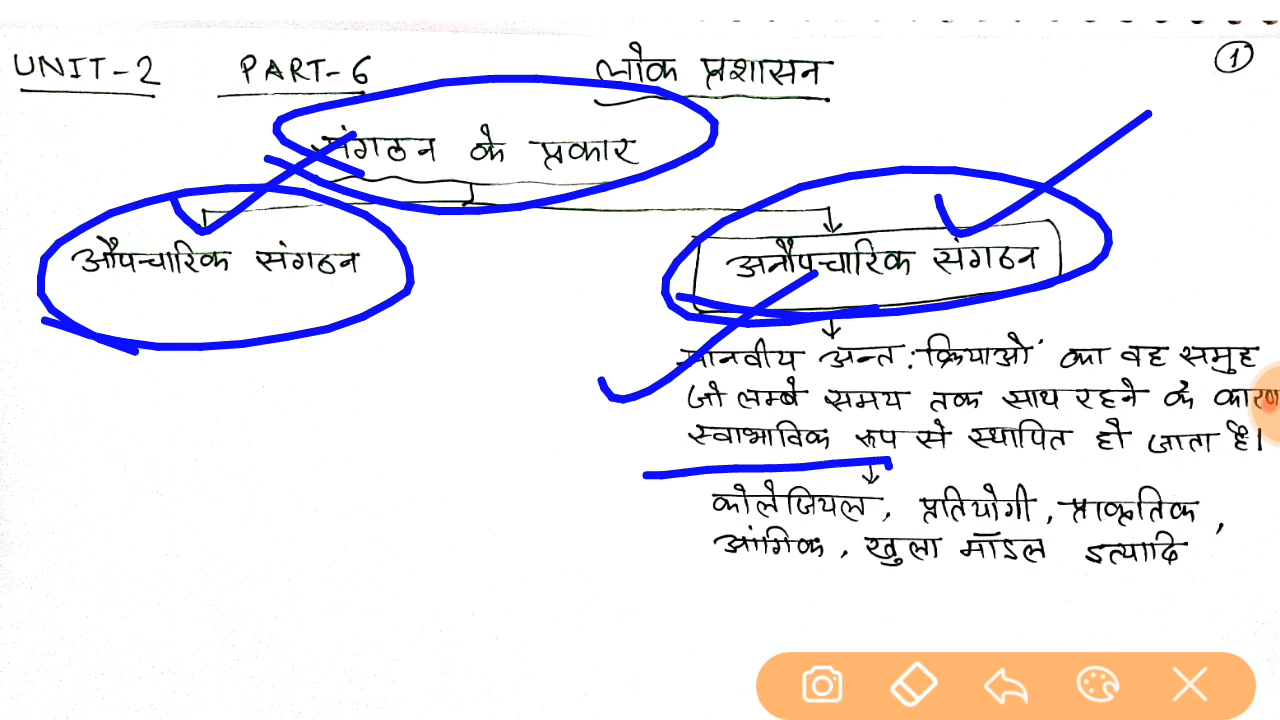 UNIT-2 PART-6 लोक प्रशासन 1
संगठन के प्रकार
औपचारिक संगठन अनौपचारिक संगठन
मानवीय अन्त:क्रियाओं का वह समुह
जो लम्बे समय तक साथ रहने के कारण
स्वाभाविक रूप से स्थापित हो जाता है।
कोलेजियल, प्रतियोगी, प्राकृतिक,
आंगिक, खुला मॉडल इत्यादि